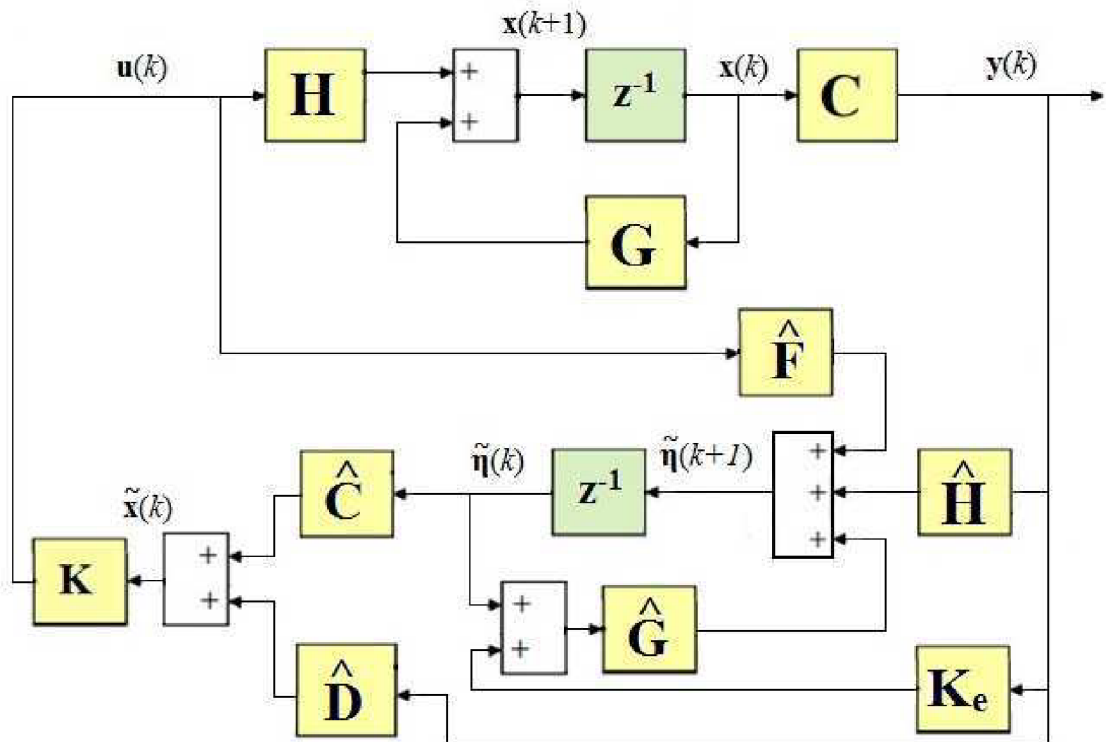 u(k)
H
+
+
x(k+1)
z⁻¹
x(k)
C
y(k)
G
F̂
+
+
+
Ĥ
η̃(k+1)
z⁻¹
η̃(k)
Ĉ
x̃(k)
+
+
K
+
+
Ĝ
D̂
Kₑ